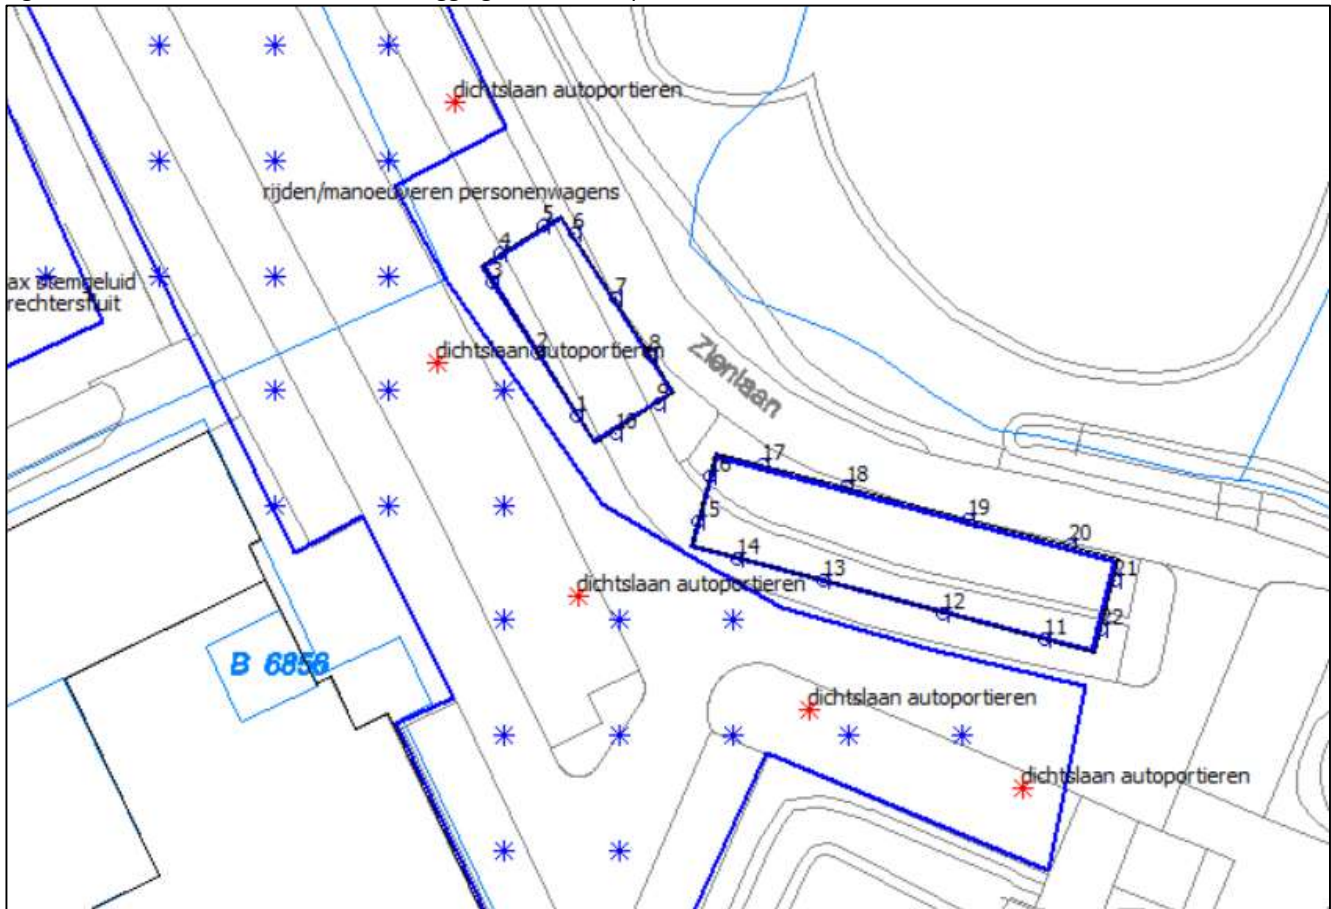 dichtslaan autoportieren
rijden/manoeuveren personenwagens
5
6
4
3
ax stemgeluid
rechtersfluit
7
2
8
dichtslaan autoportieren
Zienlaan
9
1
10
17
16
18
15
19
20
14
13
21
dichtslaan autoportieren
12
22
11
B 6856
dichtslaan autoportieren
dichtslaan autoportieren